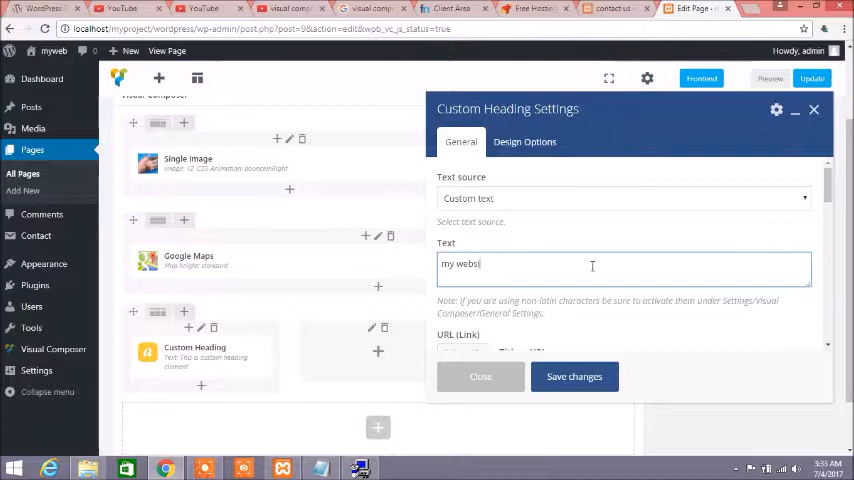 WordPress
YouTube
YouTube
visual comp
visual compo
Client Area
Free Hosting
contact us
Edit Page ‹ m
localhost/myproject/wordpress/wp-admin/post.php?post=9&action=edit&wpb_vc_js_status=true
myweb
New
View Page
Howdy, admin
Dashboard
Posts
Media
Pages
All Pages
Add New
Comments
Contact
Appearance
Plugins
Users
Tools
Visual Composer
Settings
Collapse menu
Frontend
Preview
Update
Visual Composer
Single Image
Image: 12 CSS Animation: bounceInRight
Google Maps
Map height: standard
Custom Heading
Text: This is custom heading
element
Custom Heading Settings
General
Design Options
Text source
Custom text
Select text source.
Text
my websi
Note: If you are using non-latin characters be sure to activate them under Settings/Visual
Composer/General Settings.
URL (Link)
Close
Save changes
3:33 AM
7/4/2017